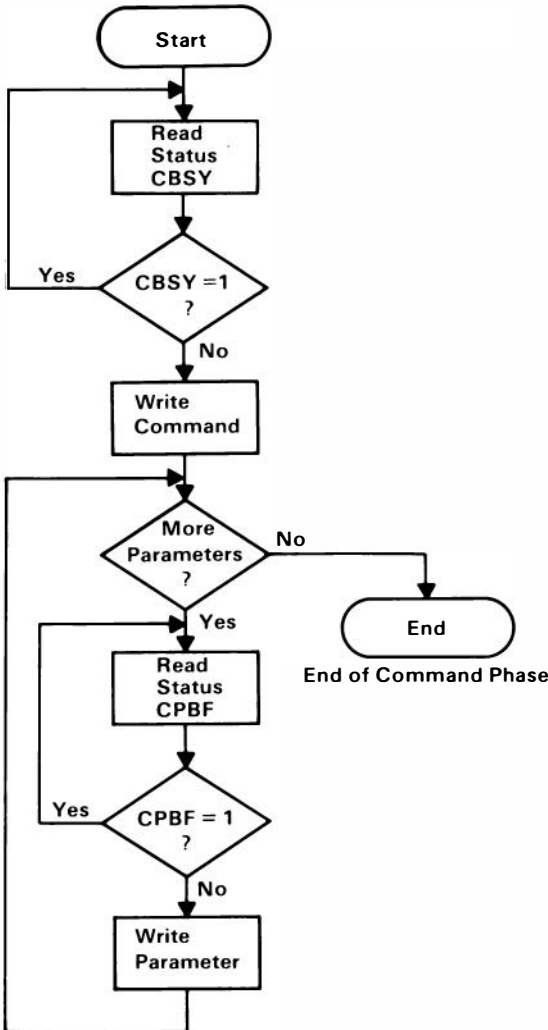 Start
Read
Status
CBSY
Yes
CBSY =1
?
No
Write
Command
More
Parameters
?
No
Yes
End
End of Command Phase
Read
Status
CPBF
Yes
CPBF = 1
?
No
Write
Parameter